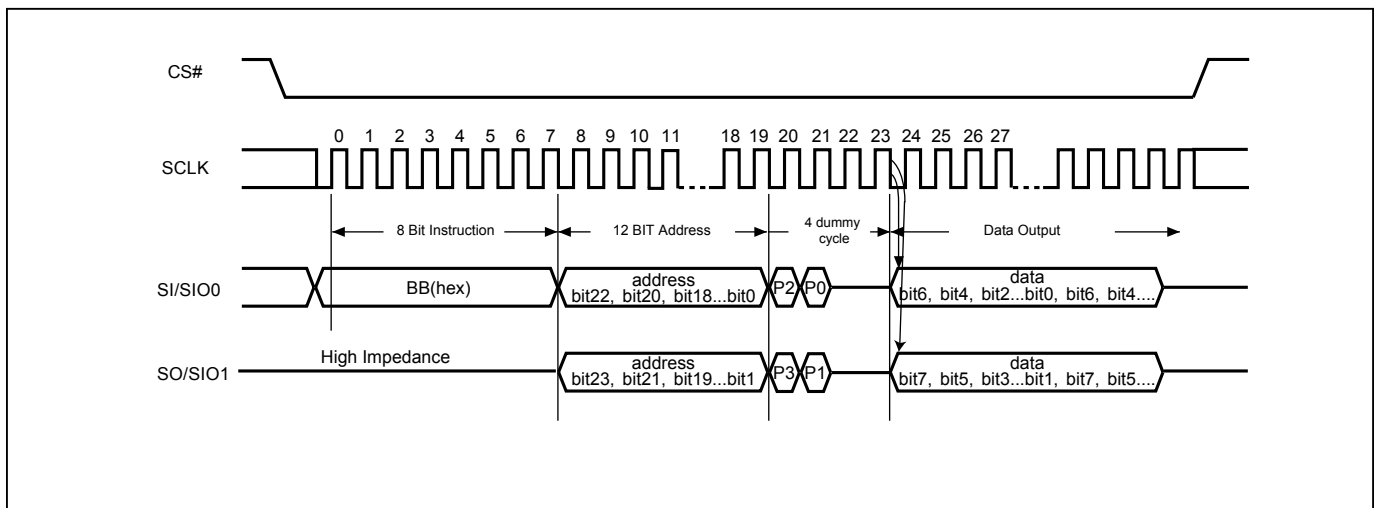 CS#
0 1 2 3 4 5 6 7 8 9 10 11 18 19 20 21 22 23 24 25 26 27
SCLK
8 Bit Instruction
12 BIT Address
4 dummy
cycle
Data Output
SI/SIO0
BB(hex)
address
bit22, bit20, bit18...bit0
P2
P0
data
bit6, bit4, bit2...bit0, bit6, bit4....
High Impedance
SO/SIO1
address
bit23, bit21, bit19...bit1
P3
P1
data
bit7, bit5, bit3...bit1, bit7, bit5....